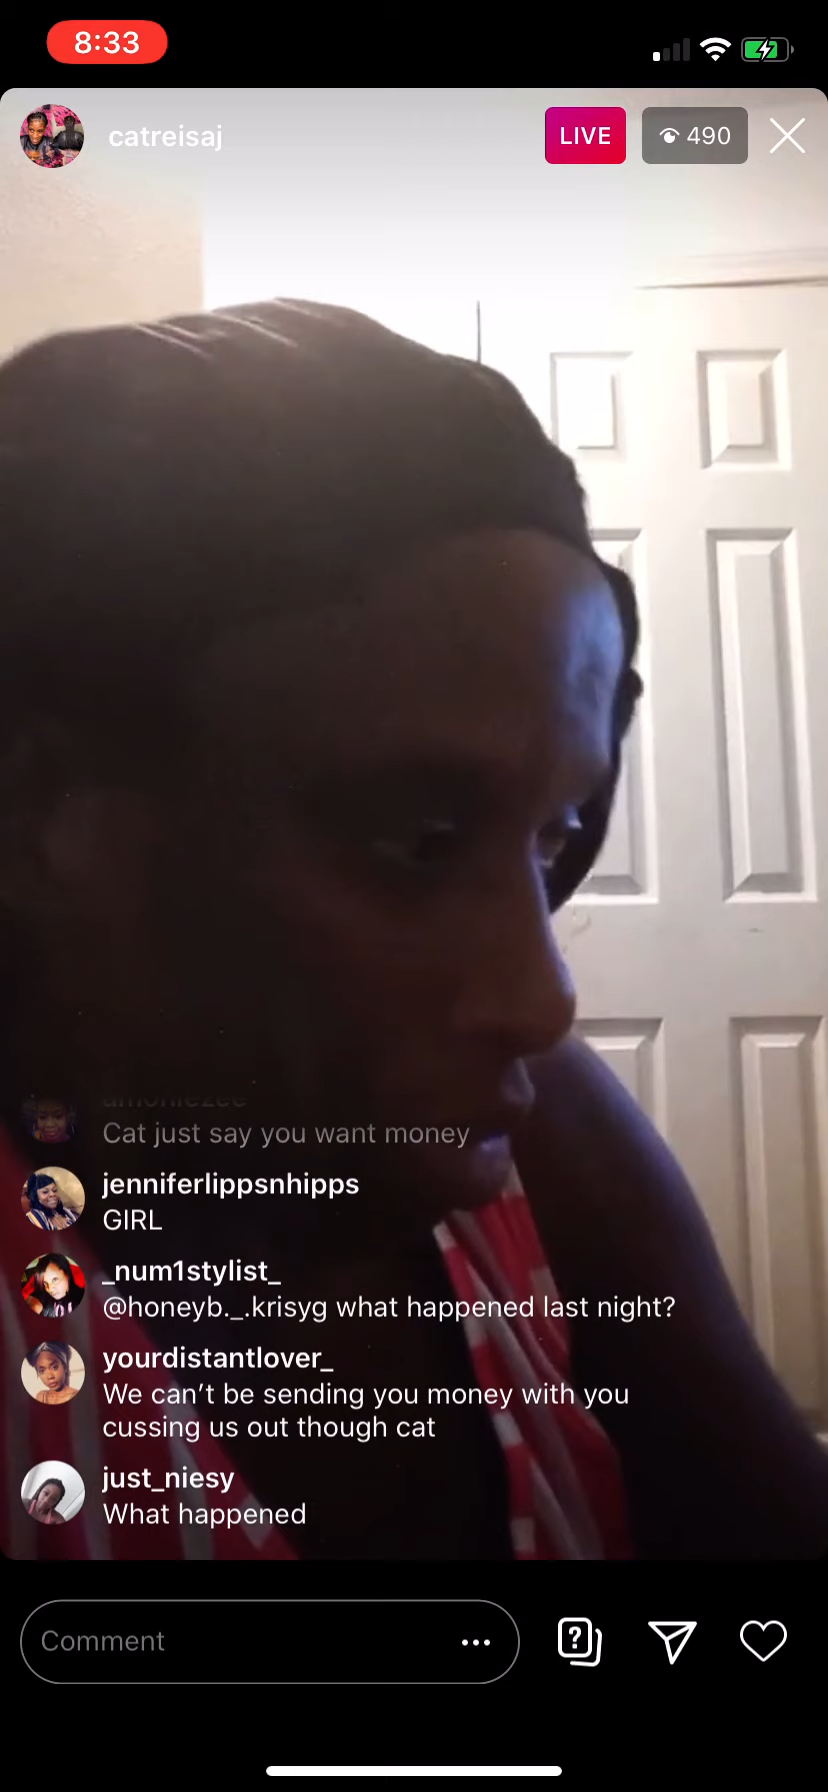 8:33
catreisaj
LIVE
490
amoniezee
Cat just say you want money
jenniferlippsnhipps
GIRL
_num1stylist_
@honeyb._.krisyg what happened last night?
yourdistantlover_
We can't be sending you money with you
cussing us out though cat
just_niesy
What happened
Comment